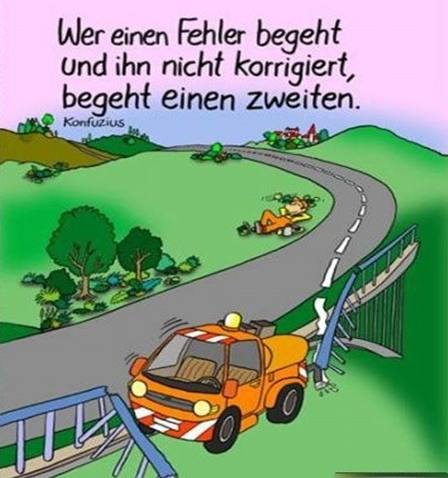 Wer einen Fehler begeht
und ihn nicht korrigiert,
begeht einen zweiten.
Konfuzius